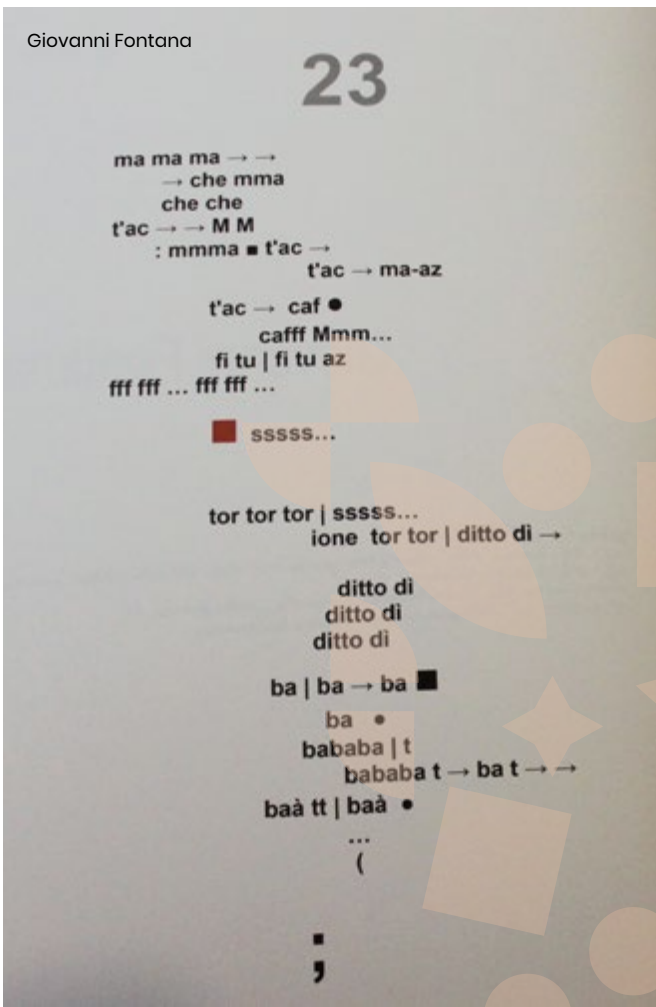 Giovanni Fontana
23
ma ma ma → →
→ che mma
che che
t'ac → → M M
: mmma ■ t'ac →
t'ac → ma-az
t'ac → caf ●
cafff Mmm...
fi tu | fi tu az
fff fff ... fff fff ...
■ sssss...
tor tor tor | sssss...
ione tor tor | ditto dì →
ditto dì
ditto dì
ditto dì
ba | ba → ba ■
ba ●
bababa | t
bababa t → ba t → →
baà tt | baà ●
...
(
;